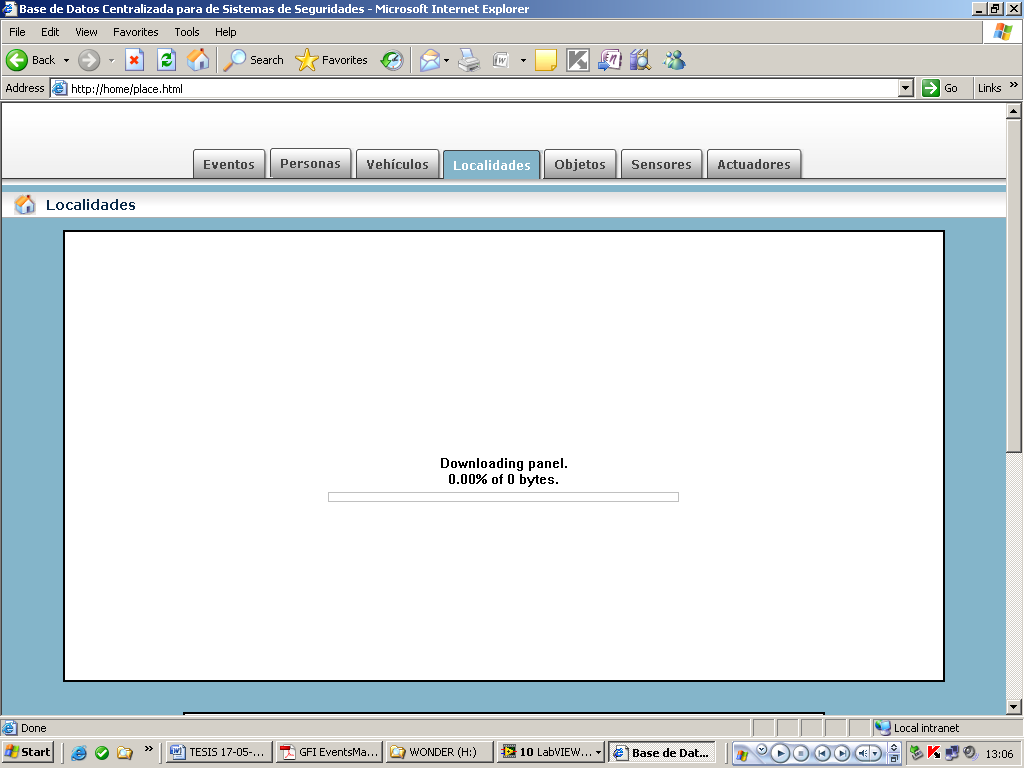 Base de Datos Centralizada para de Sistemas de Seguridades - Microsoft Internet Explorer
File Edit View Favorites Tools Help
Back Search Favorites
Address http://home/place.html Go Links »
Eventos Personas Vehículos Localidades Objetos Sensores Actuadores
Localidades
Downloading panel.
0.00% of 0 bytes.
Done Local intranet
Start » TESIS 17-05-... GFI EventsMa... WONDER (H:) 10 LabVIEW... Base de Dat... 13:06